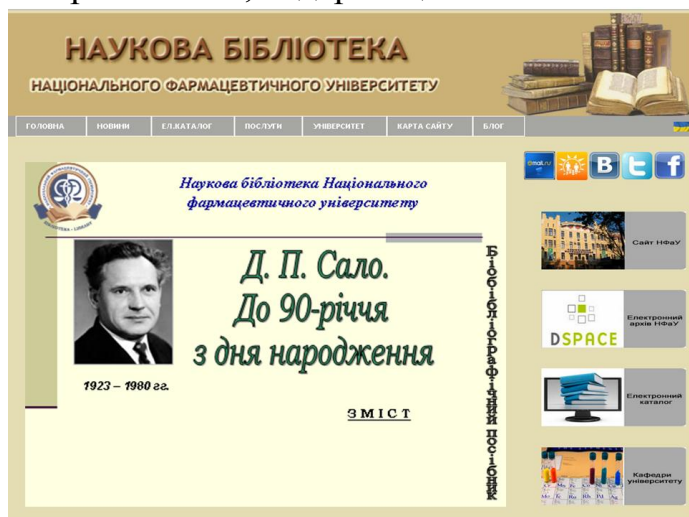 НАУКОВА БІБЛІОТЕКА
НАЦІОНАЛЬНОГО ФАРМАЦЕВТИЧНОГО УНІВЕРСИТЕТУ
ГОЛОВНА НОВИНИ ЕЛ.КАТАЛОГ ПОСЛУГИ УНІВЕРСИТЕТ КАРТА САЙТУ БЛОГ
@mail.ru
Наукова бібліотека Національного
фармацевтичного університету
Д. П. Сало.
До 90-річчя
з дня народження
1923 – 1980 гг.
ЗМІСТ
Біобібліографічний посібник
Сайт НФаУ
DSPACE
Електронний
архів НФаУ
Електронний
каталог
Кафедри
університету